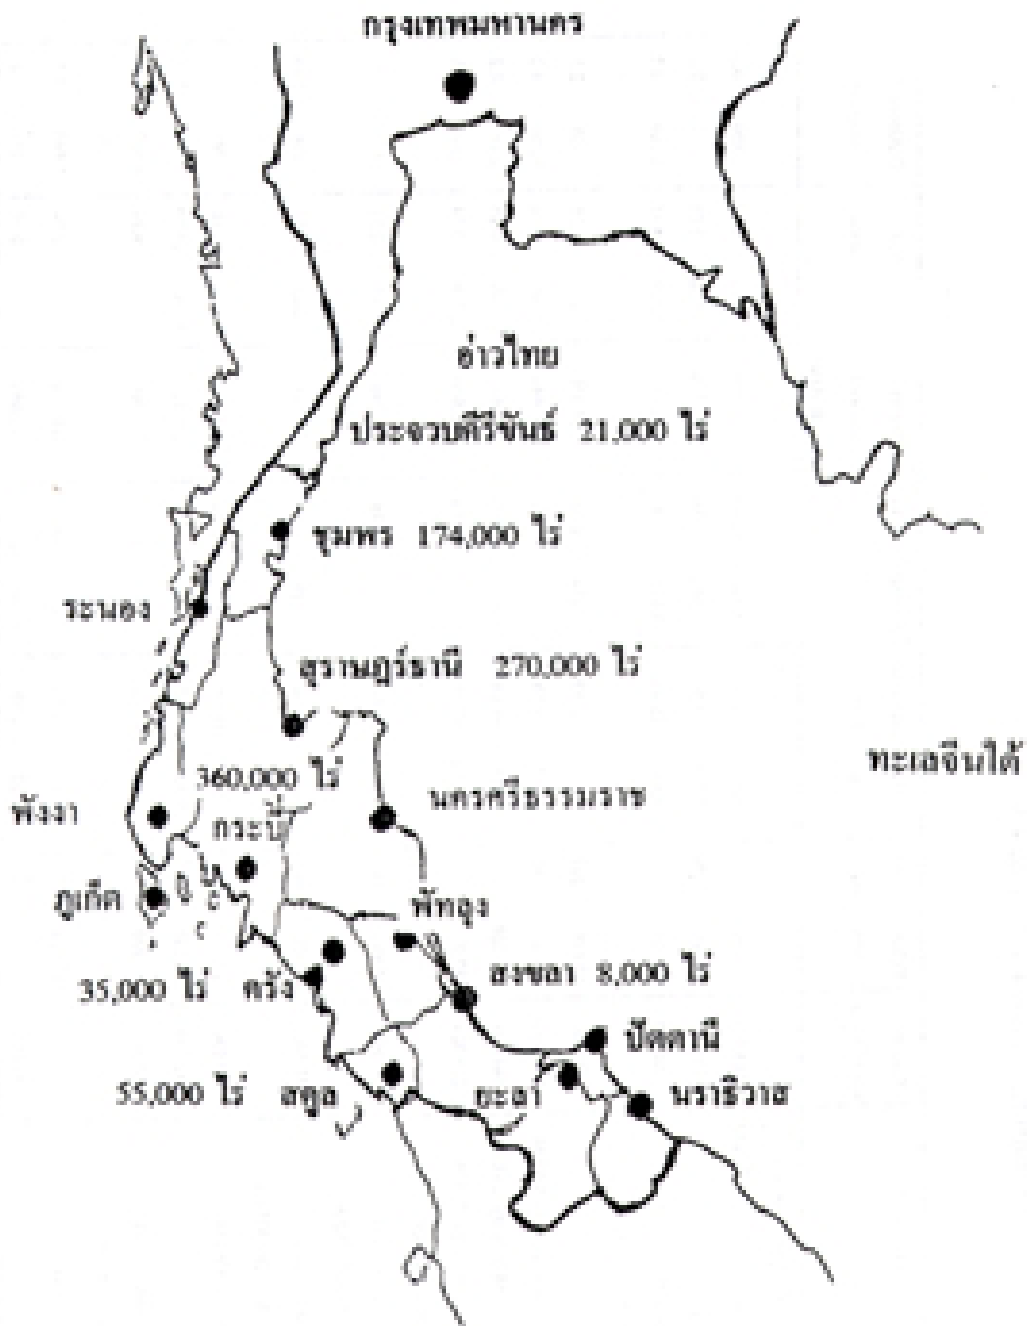 กรุงเทพมหานคร
อ่าวไทย
ประจวบคีรีขันธ์ 21,000 ไร่
ชุมพร 174,000 ไร่
ระนอง
สุราษฎร์ธานี 270,000 ไร่
ทะเลจีนใต้
360,000 ไร่
นครศรีธรรมราช
พังงา
กระบี่
ภูเก็ต
พัทลุง
สงขลา 8,000 ไร่
35,000 ไร่ ตรัง
ปัตตานี
55,000 ไร่ สตูล
ยะลา
นราธิวาส